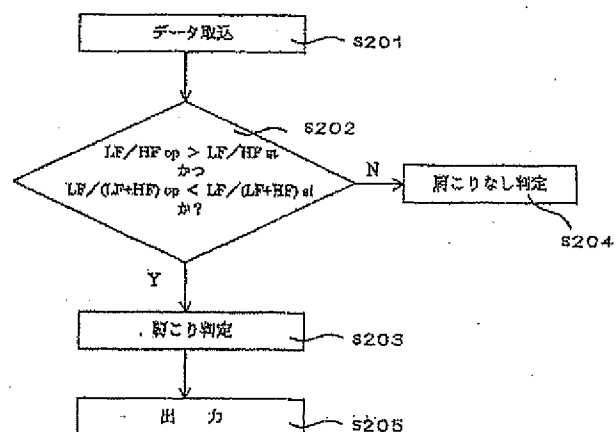 データ取込
S201
S202
LF／HF op > LF／HF st
かつ
LF／(LF+HF) op < LF／(LF+HF) st
か？
N
肩こりなし判定
S204
Y
肩こり判定
S203
出　力
S205